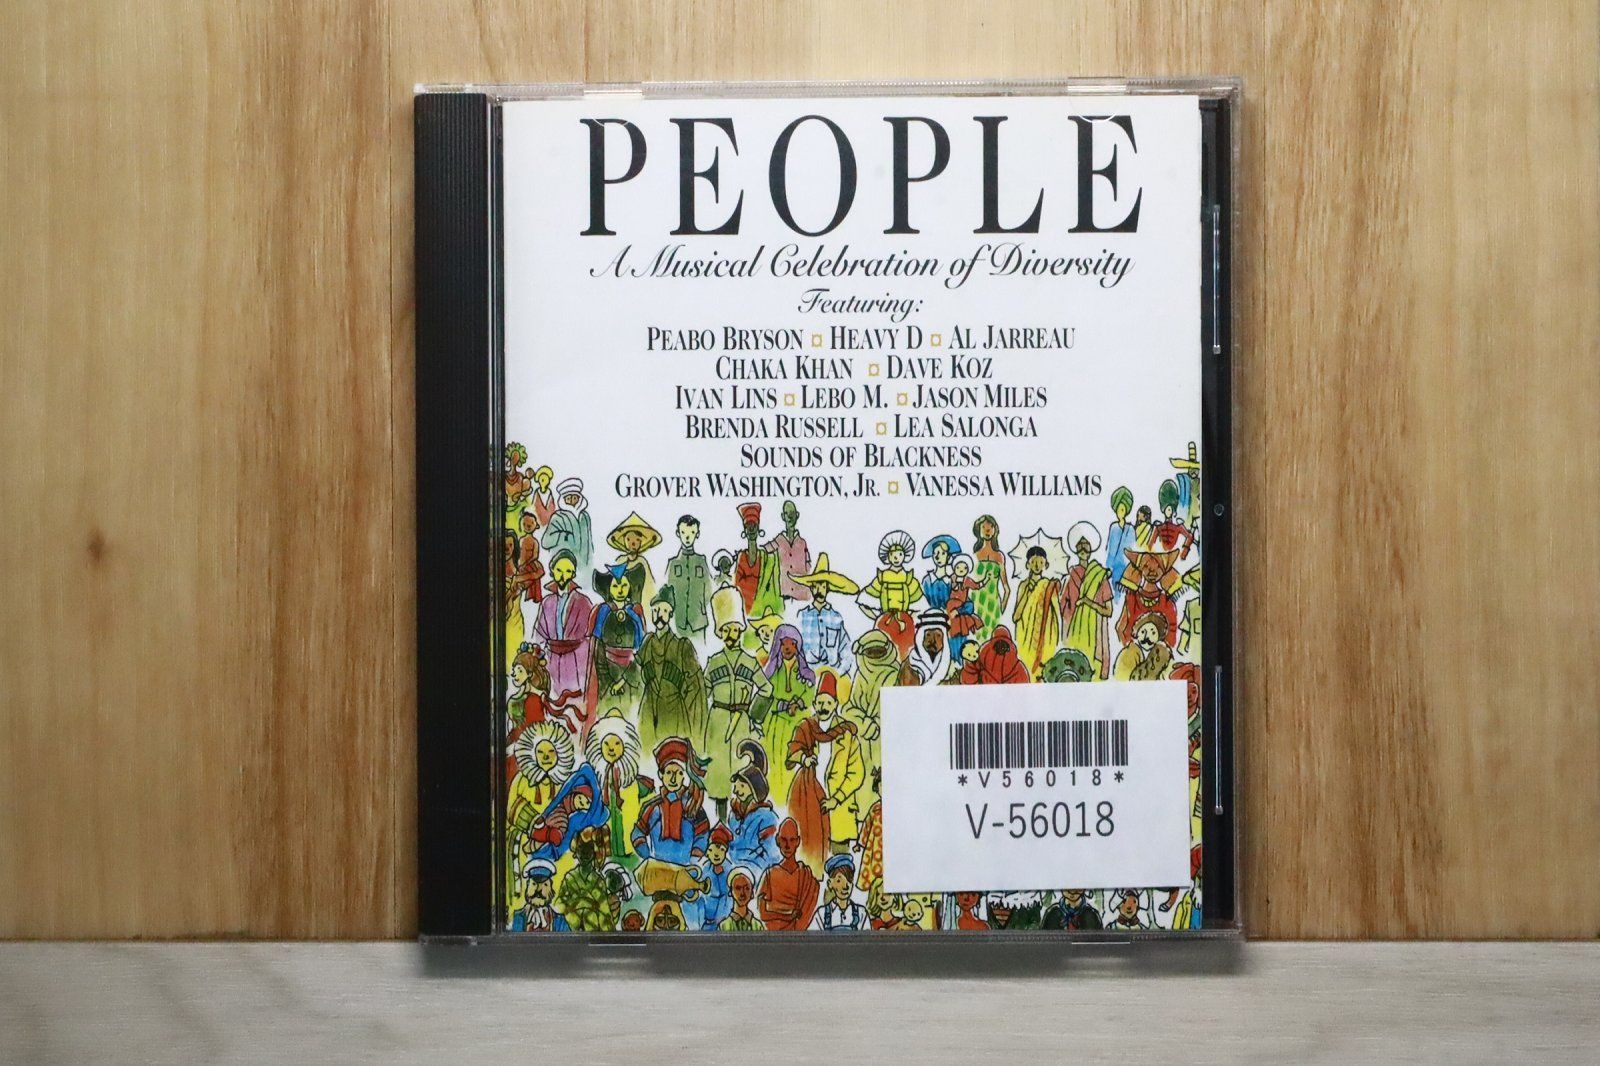 PEOPLE
A Musical Celebration of Diversity
Featuring:
PEABO BRYSON ¤ HEAVY D ¤ AL JARREAU
CHAKA KHAN ¤ DAVE KOZ
IVAN LINS ¤ LEBO M. ¤ JASON MILES
BRENDA RUSSELL ¤ LEA SALONGA
SOUNDS OF BLACKNESS
GROVER WASHINGTON, JR. ¤ VANESSA WILLIAMS
*V56018*
V-56018